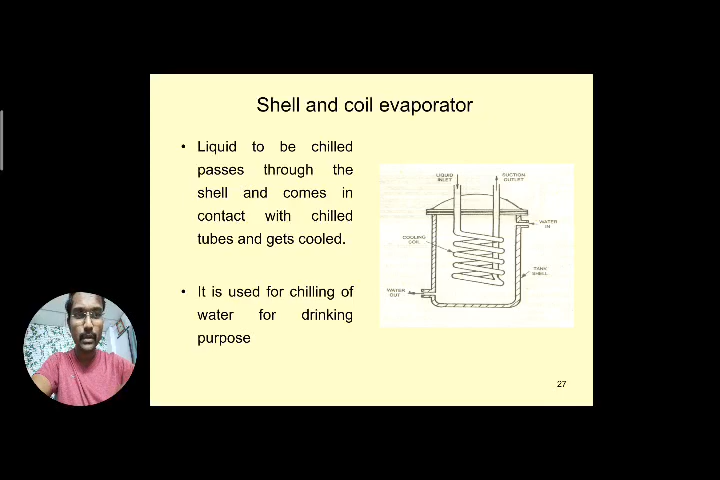 Shell and coil evaporator
• Liquid to be chilled
passes through the
shell and comes in
contact with chilled
tubes and gets cooled.
• It is used for chilling of
water for drinking
purpose
LIQUID
INLET
SUCTION
OUTLET
WATER
IN
COOLING
COIL
TANK
SHELL
WATER
OUT
27